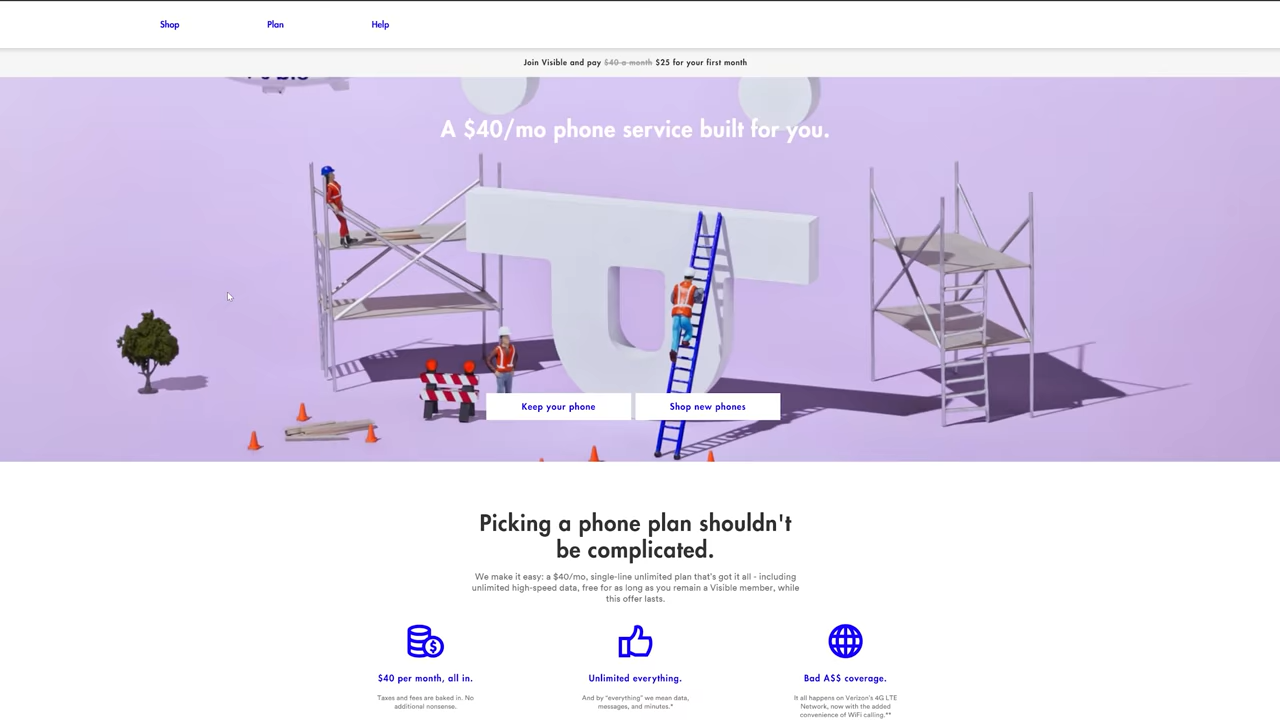 Shop
Plan
Help
Join Visible and pay $40 a month $25 for your first month
A $40/mo phone service built for you.
Keep your phone
Shop new phones
Picking a phone plan shouldn't
be complicated.
We make it easy: a $40/mo, single-line unlimited plan that's got it all - including
unlimited high-speed data, free for as long as you remain a Visible member, while
this offer lasts.
$40 per month, all in.
Unlimited everything.
Bad A$$ coverage.
Taxes and fees are baked in. No
additional nonsense.
And by "everything" we mean data,
messages, and minutes.*
It all happens on Verizon's 4G LTE
Network, now with the added
convenience of WiFi calling.**